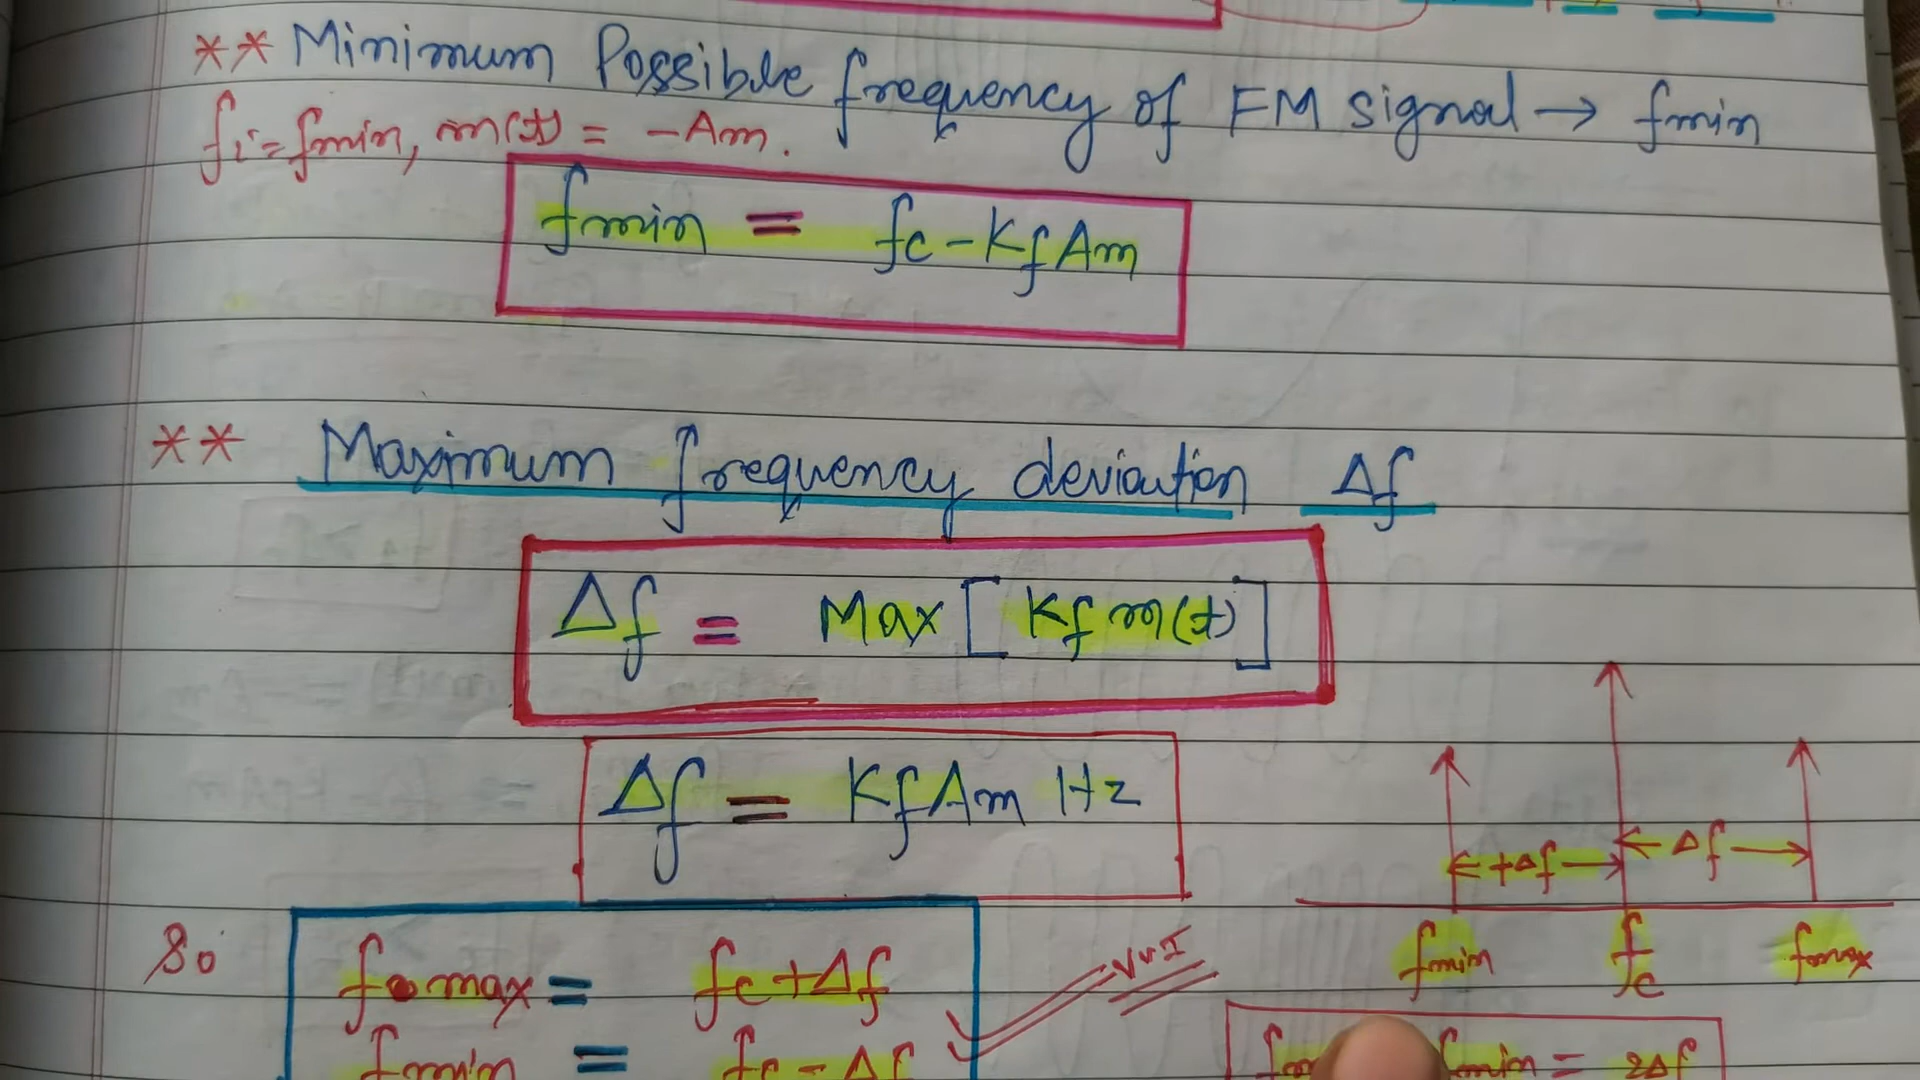 ** Minimum Possible frequency of FM signal → fmin
fi = fmin, m(t) = -Am.
fmin = fc - KfAm
** Maximum frequency deviation Δf
Δf = Max [ Kf m(t) ]
Δf = KfAm Hz
+Δf Δf
fmin fc fmax
So
f max = fc + Δf
VVI
fmin = fc - Δf
fmin = 2Δf